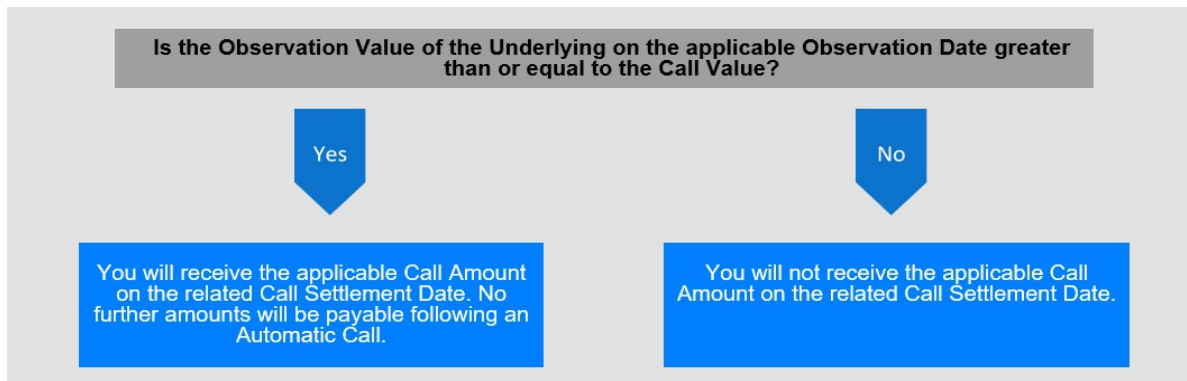 Is the Observation Value of the Underlying on the applicable Observation Date greater
than or equal to the Call Value?
Yes
No
You will receive the applicable Call Amount
on the related Call Settlement Date. No
further amounts will be payable following an
Automatic Call.
You will not receive the applicable Call
Amount on the related Call Settlement Date.